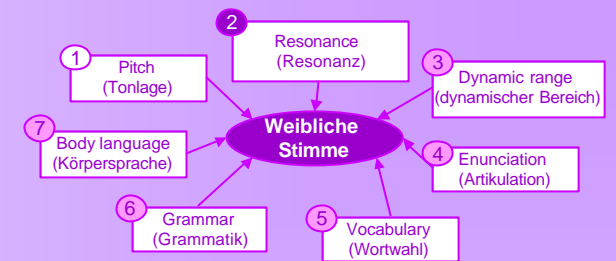 1
Pitch
(Tonlage)
2
Resonance
(Resonanz)
3
Dynamic range
(dynamischer Bereich)
4
Enunciation
(Artikulation)
5
Vocabulary
(Wortwahl)
6
Grammar
(Grammatik)
7
Body language
(Körpersprache)
Weibliche
Stimme